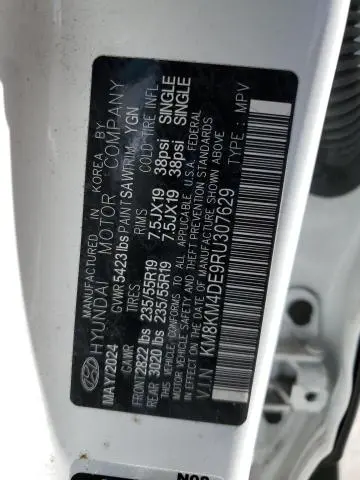 MANUFACTURED IN KOREA BY
HYUNDAI MOTOR COMPANY
MAY/2024 GVWR 5423 lbs PAINT SAW TRIM YGN
GAWR TIRES RIMS COLD TIRE INFL
FRONT 2822 lbs 235/55R19 7.5JX19 38psi SINGLE
REAR 3020 lbs 235/55R19 7.5JX19 38psi SINGLE
THIS VEHICLE CONFORMS TO ALL APPLICABLE U.S.A. FEDERAL
MOTOR VEHICLE SAFETY AND THEFT PREVENTION STANDARDS
IN EFFECT ON THE DATE OF MANUFACTURE SHOWN ABOVE
V.I.N : KM8KM4DE9RU307629 TYPE : MPV